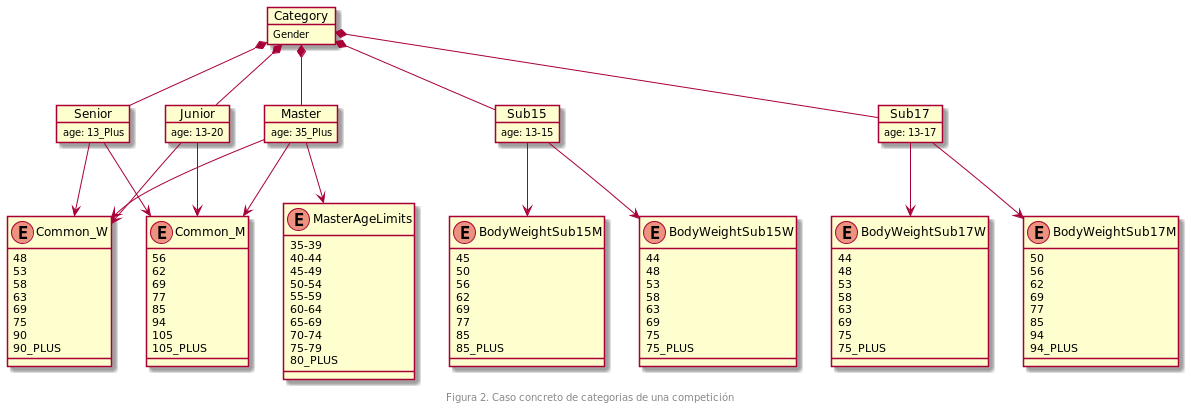 Category
Gender
Senior
age: 13_Plus
Junior
age: 13-20
Master
age: 35_Plus
Sub15
age: 13-15
Sub17
age: 13-17
E Common_W
48
53
58
63
69
75
90
90_PLUS
E Common_M
56
62
69
77
85
94
105
105_PLUS
E MasterAgeLimits
35-39
40-44
45-49
50-54
55-59
60-64
65-69
70-74
75-79
80_PLUS
E BodyWeightSub15M
45
50
56
62
69
77
85
85_PLUS
E BodyWeightSub15W
44
48
53
58
63
69
75
75_PLUS
E BodyWeightSub17W
44
48
53
58
63
69
75
75_PLUS
E BodyWeightSub17M
50
56
62
69
77
85
94
94_PLUS
Figura 2. Caso concreto de categorias de una competición